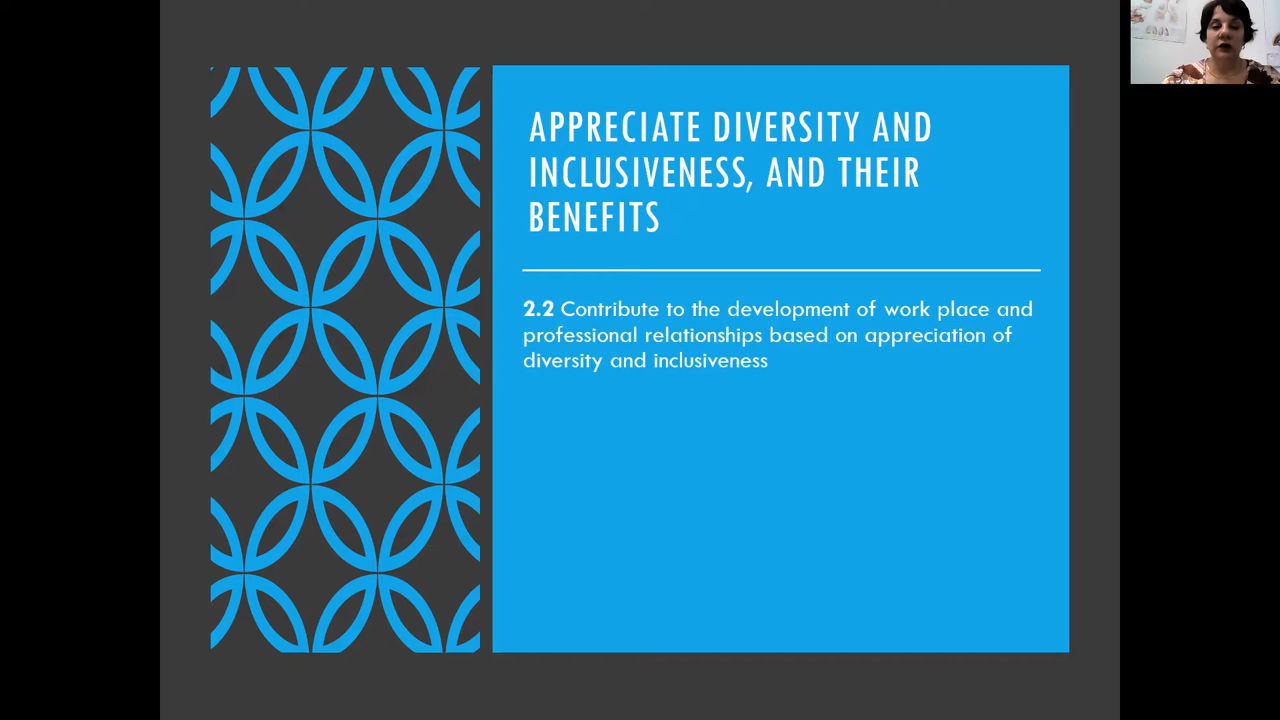 APPRECIATE DIVERSITY AND
INCLUSIVENESS, AND THEIR
BENEFITS
2.2 Contribute to the development of work place and
professional relationships based on appreciation of
diversity and inclusiveness